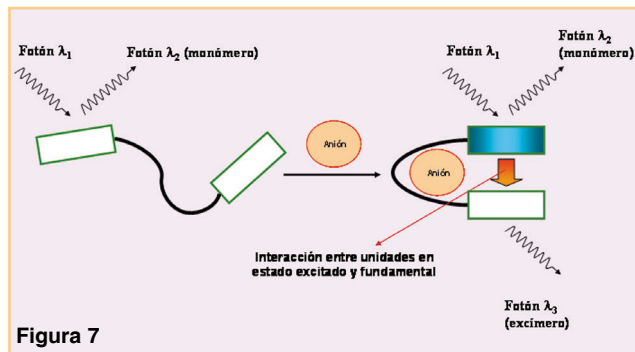 Fotón λ1
Fotón λ2 (monómero)
Anión
Fotón λ1
Fotón λ2
(monómero)
Anión
Interacción entre unidades en
estado excitado y fundamental
Fotón λ3
(excímero)
Figura 7